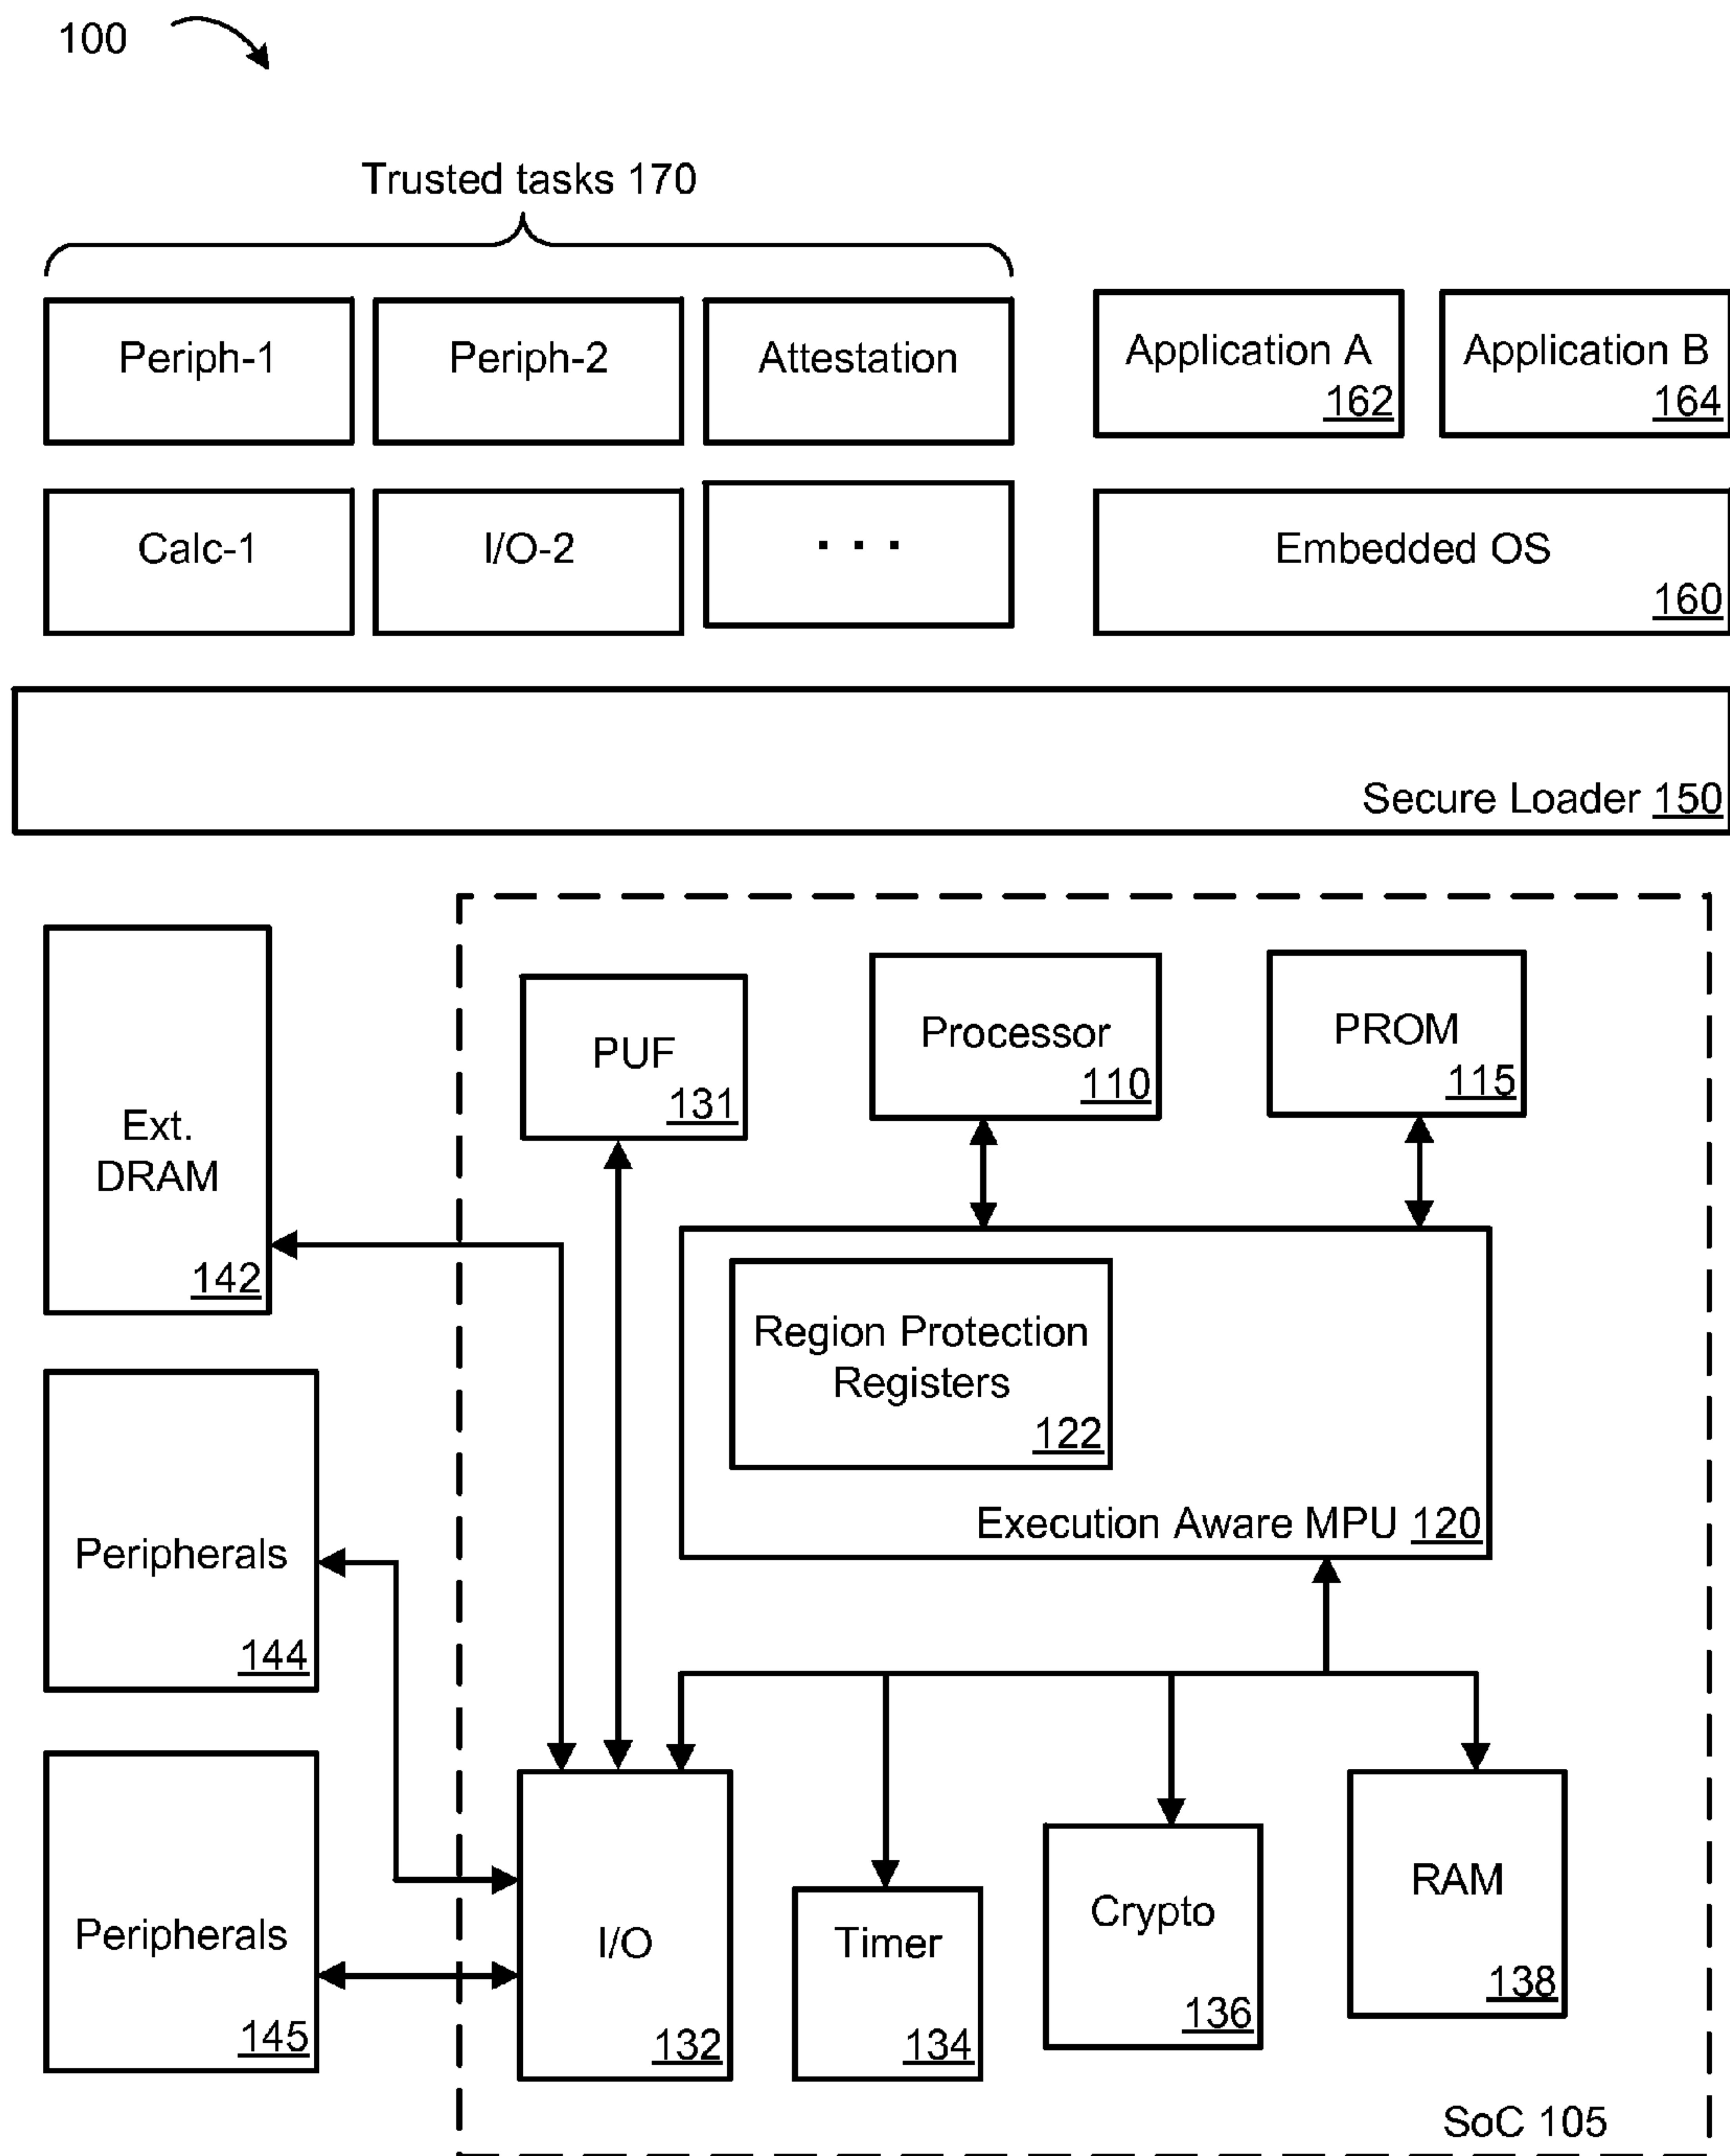 100
Trusted tasks 170
Periph-1
Periph-2
Attestation
Application A
162
Application B
164
Calc-1
I/O-2
. . .
Embedded OS
160
Secure Loader 150
Ext.
DRAM
142
PUF
131
Processor
110
PROM
115
Region Protection
Registers
122
Execution Aware MPU 120
Peripherals
144
Peripherals
145
I/O
132
Timer
134
Crypto
136
RAM
138
SoC 105